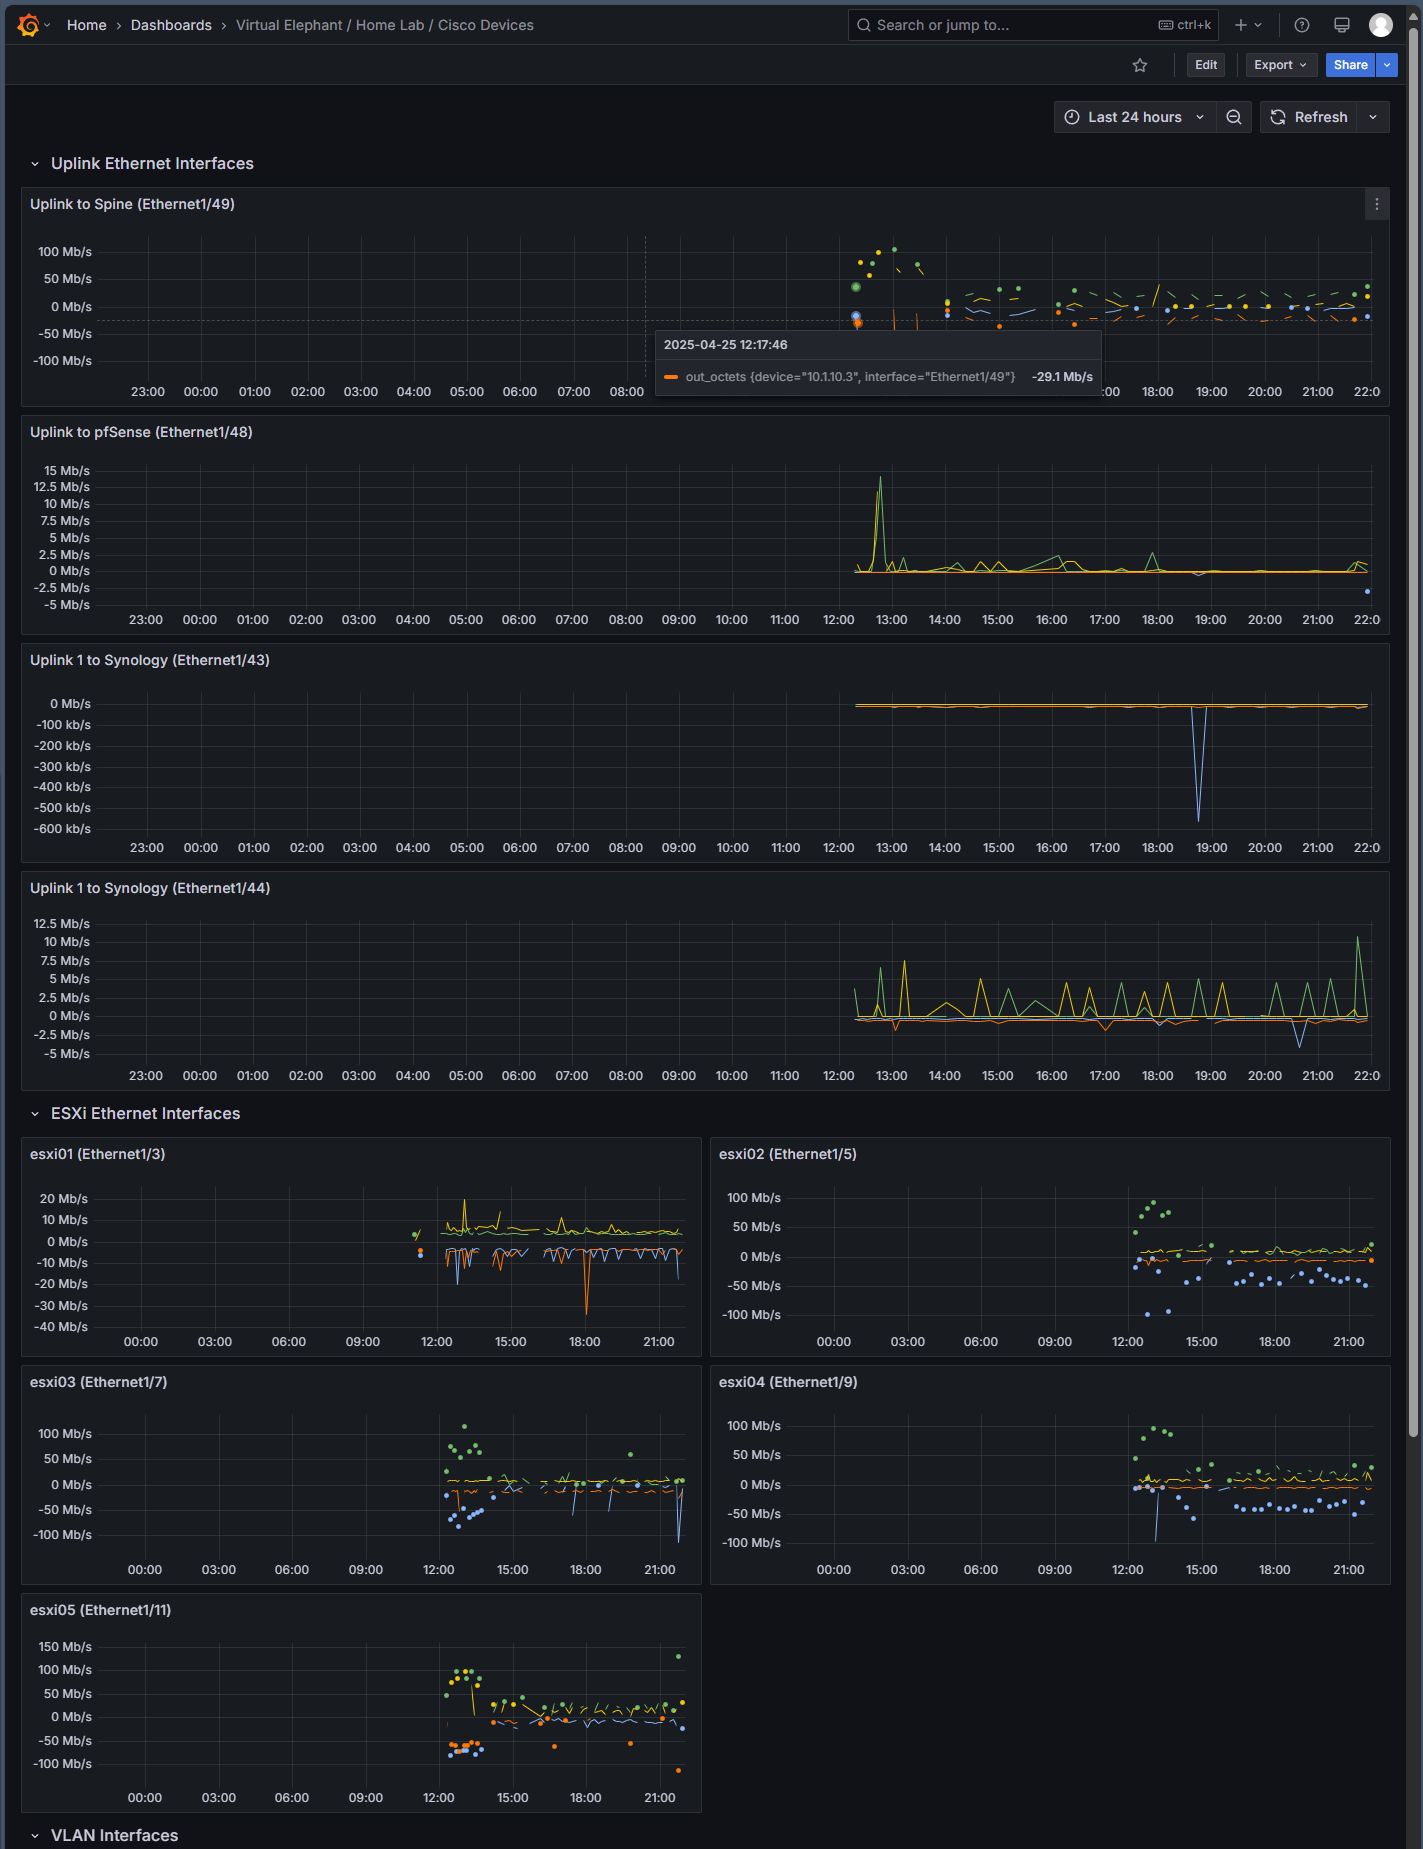 Home › Dashboards › Virtual Elephant / Home Lab / Cisco Devices
Search or jump to...
ctrl+k
Edit
Export
Share
Last 24 hours
Refresh
Uplink Ethernet Interfaces
Uplink to Spine (Ethernet1/49)
100 Mb/s
50 Mb/s
0 Mb/s
-50 Mb/s
-100 Mb/s
2025-04-25 12:17:46
out_octets {device="10.1.10.3", interface="Ethernet1/49"} -29.1 Mb/s
23:00 00:00 01:00 02:00 03:00 04:00 05:00 06:00 07:00 08:00 :00 18:00 19:00 20:00 21:00 22:0
Uplink to pfSense (Ethernet1/48)
15 Mb/s
12.5 Mb/s
10 Mb/s
7.5 Mb/s
5 Mb/s
2.5 Mb/s
0 Mb/s
-2.5 Mb/s
-5 Mb/s
23:00 00:00 01:00 02:00 03:00 04:00 05:00 06:00 07:00 08:00 09:00 10:00 11:00 12:00 13:00 14:00 15:00 16:00 17:00 18:00 19:00 20:00 21:00 22:0
Uplink 1 to Synology (Ethernet1/43)
0 Mb/s
-100 kb/s
-200 kb/s
-300 kb/s
-400 kb/s
-500 kb/s
-600 kb/s
23:00 00:00 01:00 02:00 03:00 04:00 05:00 06:00 07:00 08:00 09:00 10:00 11:00 12:00 13:00 14:00 15:00 16:00 17:00 18:00 19:00 20:00 21:00 22:0
Uplink 1 to Synology (Ethernet1/44)
12.5 Mb/s
10 Mb/s
7.5 Mb/s
5 Mb/s
2.5 Mb/s
0 Mb/s
-2.5 Mb/s
-5 Mb/s
23:00 00:00 01:00 02:00 03:00 04:00 05:00 06:00 07:00 08:00 09:00 10:00 11:00 12:00 13:00 14:00 15:00 16:00 17:00 18:00 19:00 20:00 21:00 22:0
ESXi Ethernet Interfaces
esxi01 (Ethernet1/3)
20 Mb/s
10 Mb/s
0 Mb/s
-10 Mb/s
-20 Mb/s
-30 Mb/s
-40 Mb/s
00:00 03:00 06:00 09:00 12:00 15:00 18:00 21:00
esxi02 (Ethernet1/5)
100 Mb/s
50 Mb/s
0 Mb/s
-50 Mb/s
-100 Mb/s
00:00 03:00 06:00 09:00 12:00 15:00 18:00 21:00
esxi03 (Ethernet1/7)
100 Mb/s
50 Mb/s
0 Mb/s
-50 Mb/s
-100 Mb/s
00:00 03:00 06:00 09:00 12:00 15:00 18:00 21:00
esxi04 (Ethernet1/9)
100 Mb/s
50 Mb/s
0 Mb/s
-50 Mb/s
-100 Mb/s
00:00 03:00 06:00 09:00 12:00 15:00 18:00 21:00
esxi05 (Ethernet1/11)
150 Mb/s
100 Mb/s
50 Mb/s
0 Mb/s
-50 Mb/s
-100 Mb/s
00:00 03:00 06:00 09:00 12:00 15:00 18:00 21:00
VLAN Interfaces